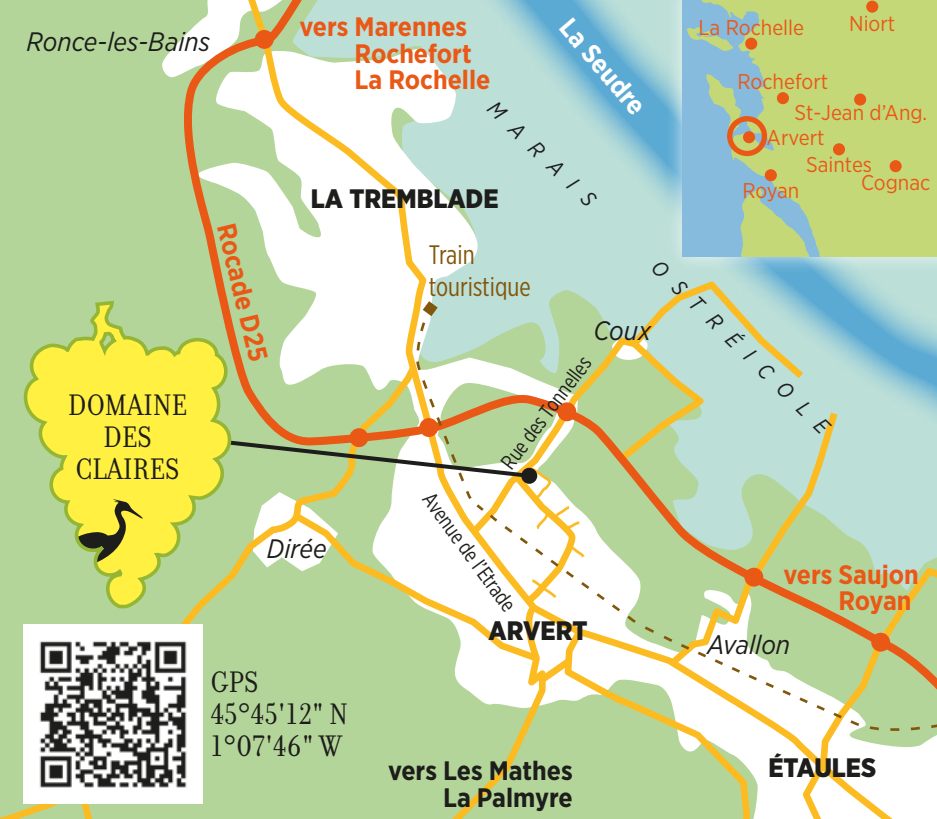 Ronce-les-Bains
vers Marennes
Rochefort
La Rochelle
La Seudre
La Rochelle
Niort
Rochefort
St-Jean d'Ang.
Arvert
Saintes
Cognac
Royan
MARAIS
OSTRÉICOLE
LA TREMBLADE
Rocade D25
Train
touristique
Coux
Rue des Tonnelles
DOMAINE
DES
CLAIRES
Avenue de l'Etrade
Dirée
ARVERT
vers Saujon
Royan
Avallon
GPS
45°45'12" N
1°07'46" W
vers Les Mathes
La Palmyre
ÉTAULES